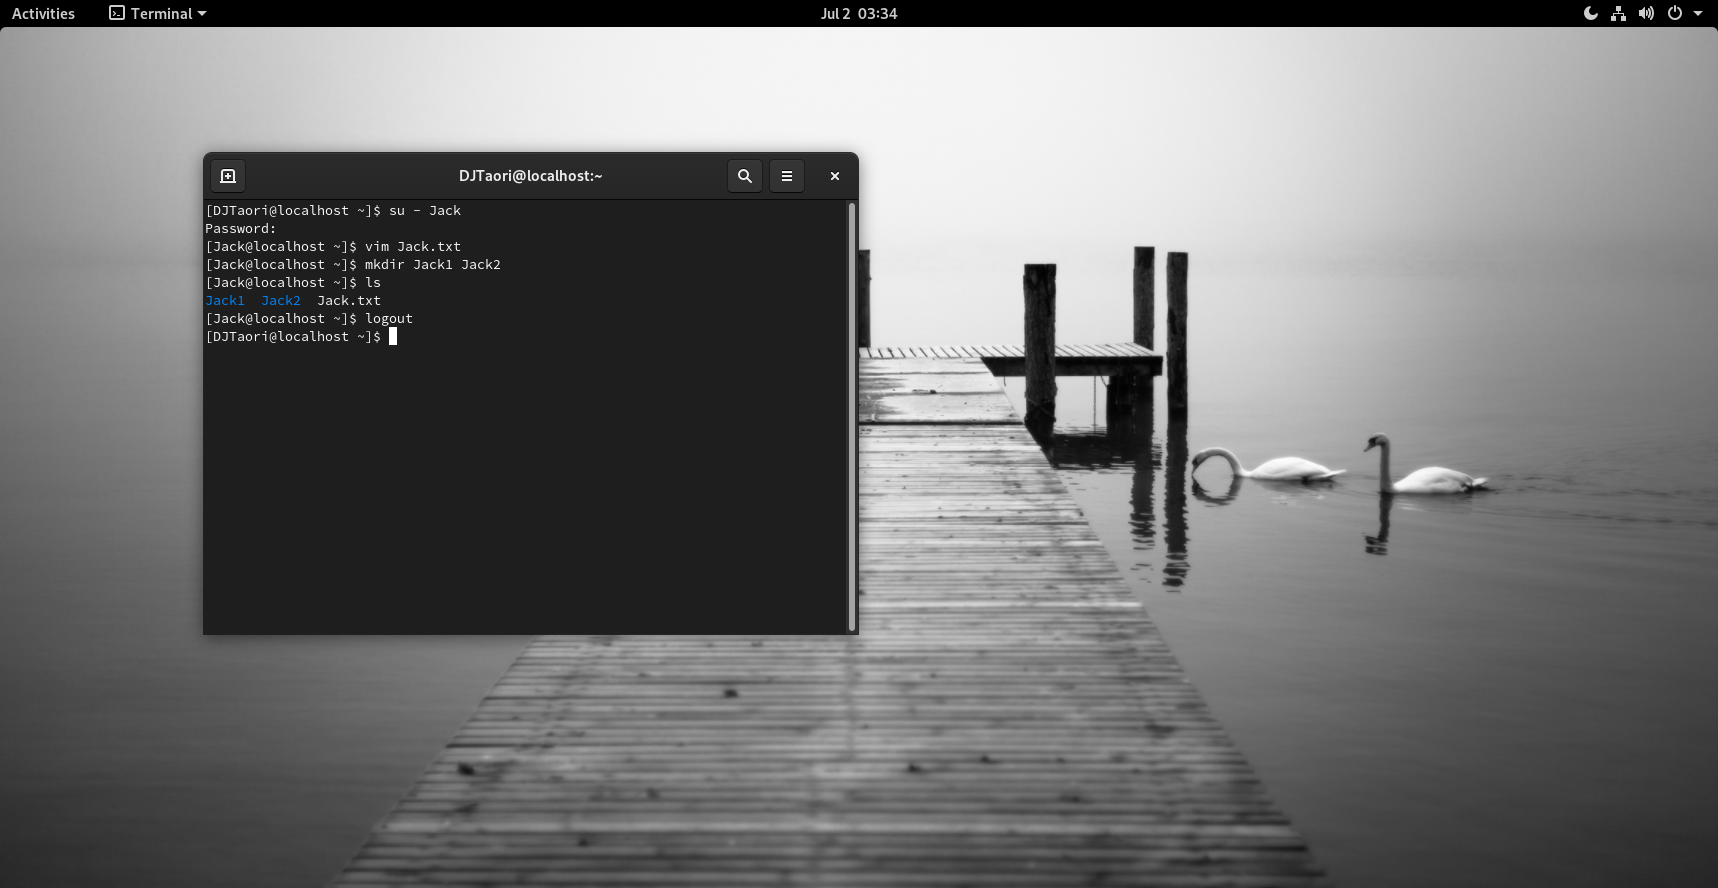 Activities Terminal Jul 2 03:34
DJTaori@localhost:~
[DJTaori@localhost ~]$ su - Jack
Password:
[Jack@localhost ~]$ vim Jack.txt
[Jack@localhost ~]$ mkdir Jack1 Jack2
[Jack@localhost ~]$ ls
Jack1  Jack2  Jack.txt
[Jack@localhost ~]$ logout
[DJTaori@localhost ~]$